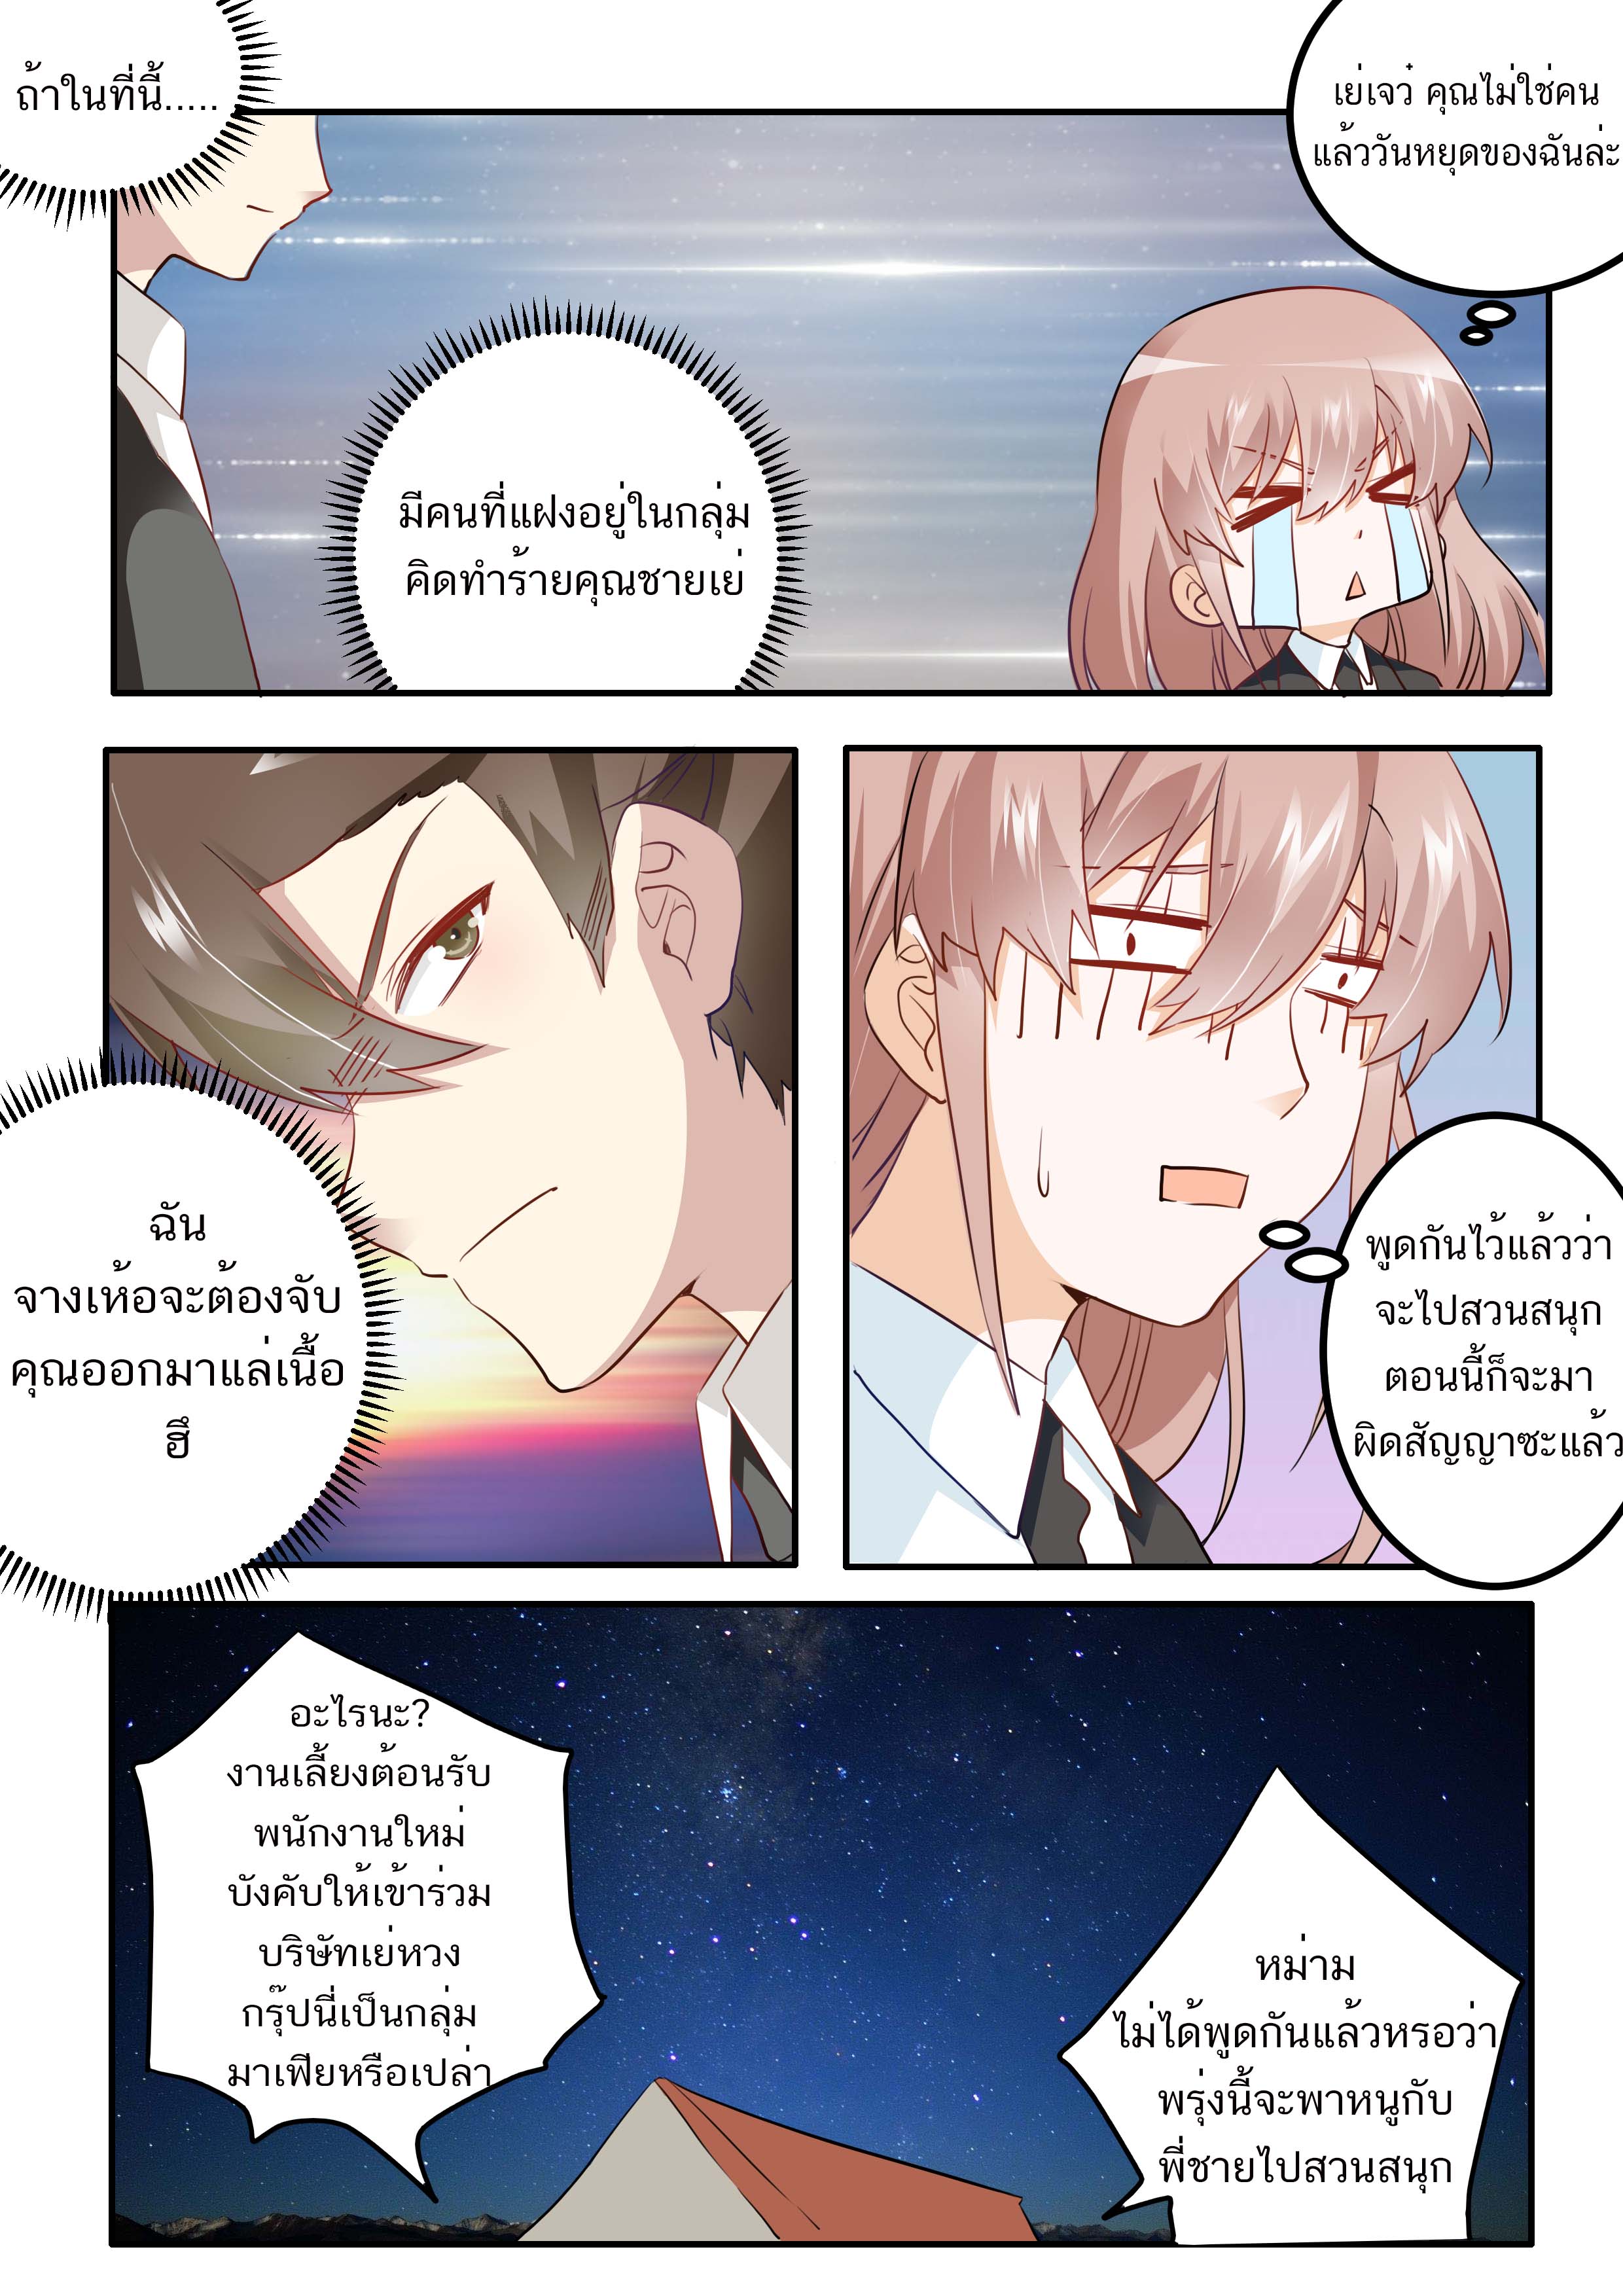 ถ้าในที่นี้.....
เย่เจว๋ คุณไม่ใช่คน
แล้ววันหยุดของฉันล่ะ
มีคนที่แฝงอยู่ในกลุ่ม
คิดทำร้ายคุณชายเย่
ฉัน
จางเห้อจะต้องจับ
คุณออกมาแล่เนื้อ
ฮึ
พูดกันไว้แล้วว่า
จะไปสวนสนุก
ตอนนี้ก็จะมา
ผิดสัญญาซะแล้ว
อะไรนะ?
งานเลี้ยงต้อนรับ
พนักงานใหม่
บังคับให้เข้าร่วม
บริษัทเย่หวง
กรุ๊ปนี่เป็นกลุ่ม
มาเฟียหรือเปล่า
หม่าม
ไม่ได้พูดกันแล้วหรอว่า
พรุ่งนี้จะพาหนูกับ
พี่ชายไปสวนสนุก